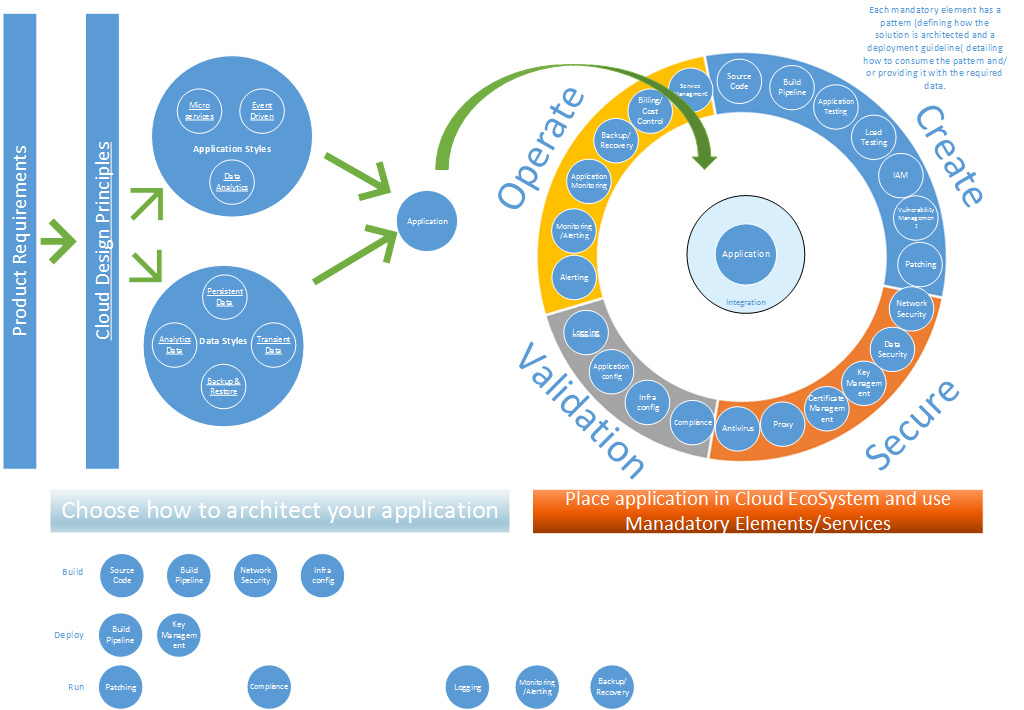 Each mandatory element has a
pattern (defining how the
solution is architected and a
deployment guideline( detailing
how to consume the pattern and/
or providing it with the required
data.
Product Requirements
Cloud Design Principles
Micro
services
Event
Driven
Application Styles
Data
Analytics
Persistent
Data
Analytics
Data
Data Styles
Transient
Data
Backup &
Restore
Application
Operate
Create
Secure
Validation
Source
Code
Build
Pipeline
Application
Testing
Load
Testing
IAM
Vulnerability
Managemen
t
Patching
Network
Security
Data
Security
Key
Managem
ent
Certificate
Managem
ent
Proxy
Antivirus
Compliance
Infra
config
Application
config
Logging
Alerting
Monitoring
/Alerting
Application
Monitoring
Backup/
Recovery
Billing/
Cost
Control
Service
Management
Application
Integration
Choose how to architect your application
Place application in Cloud EcoSystem and use
Manadatory Elements/Services
Build
Source
Code
Build
Pipeline
Network
Security
Infra
config
Deploy
Build
Pipeline
Key
Managem
ent
Run
Patching
Compliance
Logging
Monitoring
/Alerting
Backup/
Recovery